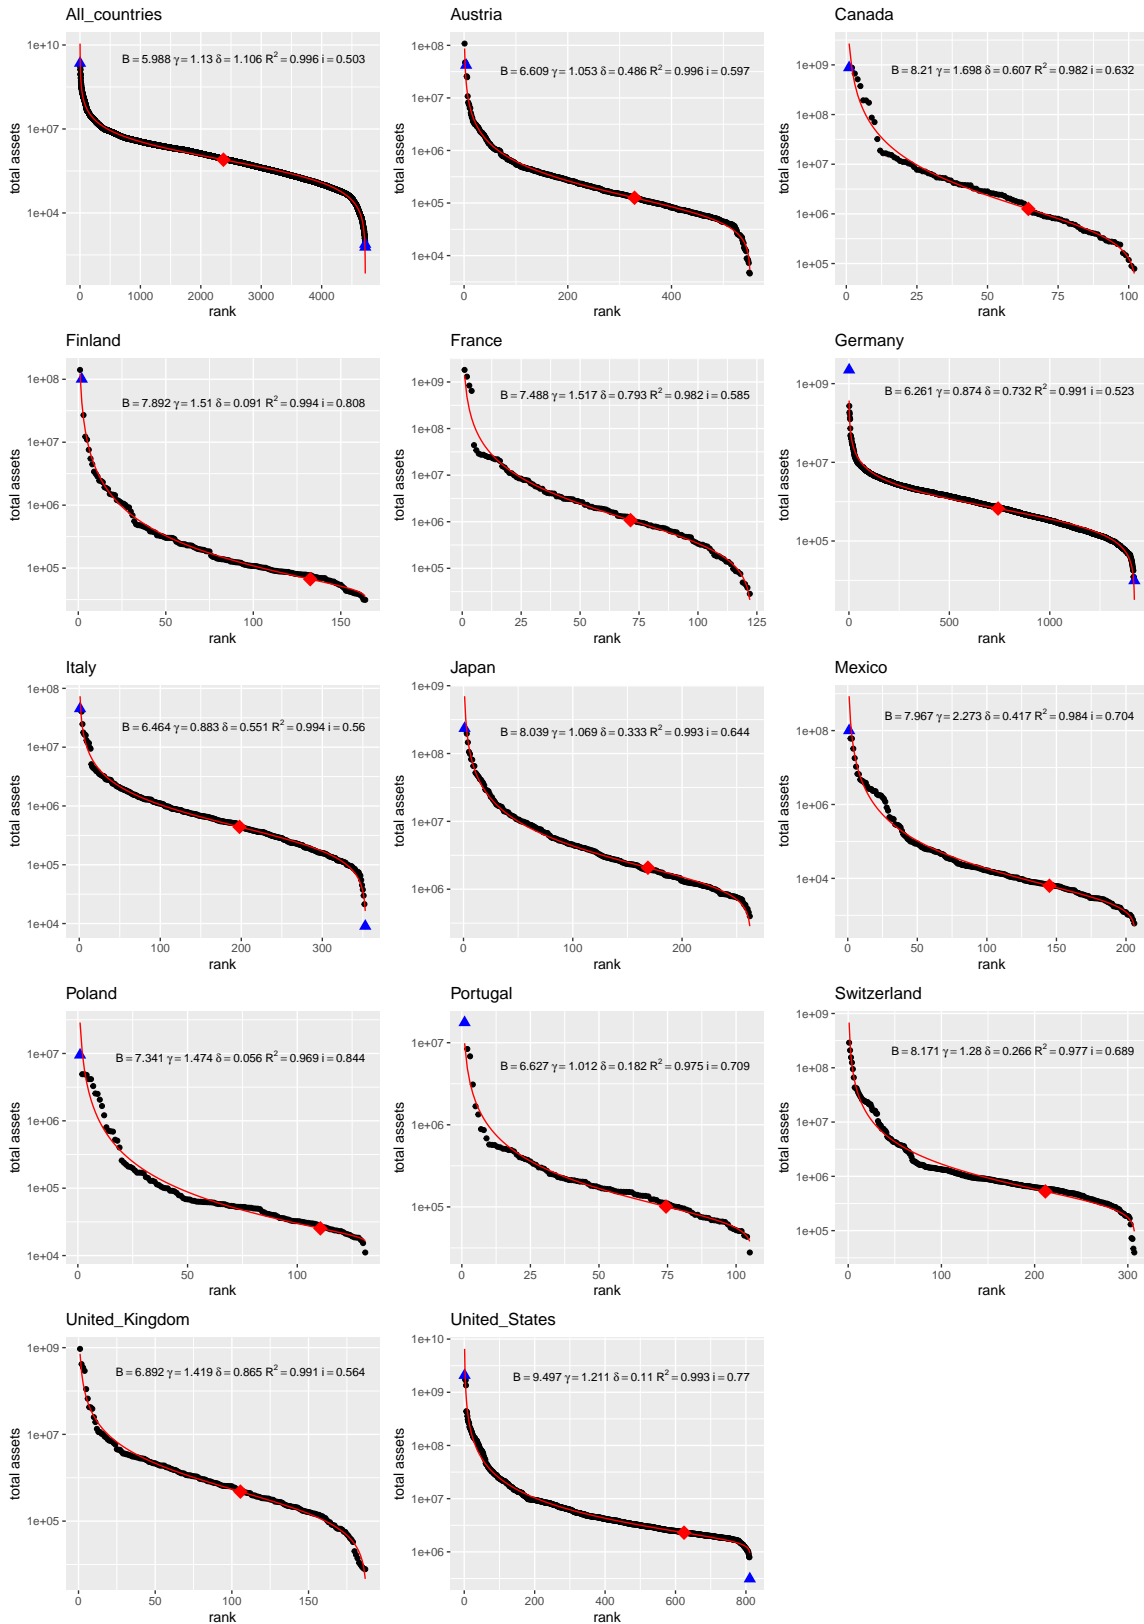 All_countries
B = 5.988 γ = 1.13 δ = 1.106 R² = 0.996 i = 0.503
1e+10
1e+07
1e+04
total assets
0 1000 2000 3000 4000
rank
Austria
B = 6.609 γ = 1.053 δ = 0.486 R² = 0.996 i = 0.597
1e+08
1e+07
1e+06
1e+05
1e+04
total assets
0 200 400
rank
Canada
B = 8.21 γ = 1.698 δ = 0.607 R² = 0.982 i = 0.632
1e+09
1e+08
1e+07
1e+06
1e+05
total assets
0 25 50 75 100
rank
Finland
B = 7.892 γ = 1.51 δ = 0.091 R² = 0.994 i = 0.808
1e+08
1e+07
1e+06
1e+05
total assets
0 50 100 150
rank
France
B = 7.488 γ = 1.517 δ = 0.793 R² = 0.982 i = 0.585
1e+09
1e+08
1e+07
1e+06
1e+05
total assets
0 25 50 75 100 125
rank
Germany
B = 6.261 γ = 0.874 δ = 0.732 R² = 0.991 i = 0.523
1e+09
1e+07
1e+05
total assets
0 500 1000
rank
Italy
B = 6.464 γ = 0.883 δ = 0.551 R² = 0.994 i = 0.56
1e+08
1e+07
1e+06
1e+05
1e+04
total assets
0 100 200 300
rank
Japan
B = 8.039 γ = 1.069 δ = 0.333 R² = 0.993 i = 0.644
1e+09
1e+08
1e+07
1e+06
total assets
0 100 200
rank
Mexico
B = 7.967 γ = 2.273 δ = 0.417 R² = 0.984 i = 0.704
1e+08
1e+06
1e+04
total assets
0 50 100 150 200
rank
Poland
B = 7.341 γ = 1.474 δ = 0.056 R² = 0.969 i = 0.844
1e+07
1e+06
1e+05
1e+04
total assets
0 50 100
rank
Portugal
B = 6.627 γ = 1.012 δ = 0.182 R² = 0.975 i = 0.709
1e+07
1e+06
1e+05
total assets
0 25 50 75 100
rank
Switzerland
B = 8.171 γ = 1.28 δ = 0.266 R² = 0.977 i = 0.689
1e+09
1e+08
1e+07
1e+06
1e+05
total assets
0 100 200 300
rank
United_Kingdom
B = 6.892 γ = 1.419 δ = 0.865 R² = 0.991 i = 0.564
1e+09
1e+07
1e+05
total assets
0 50 100 150
rank
United_States
B = 9.497 γ = 1.211 δ = 0.11 R² = 0.993 i = 0.77
1e+10
1e+09
1e+08
1e+07
1e+06
total assets
0 200 400 600 800
rank